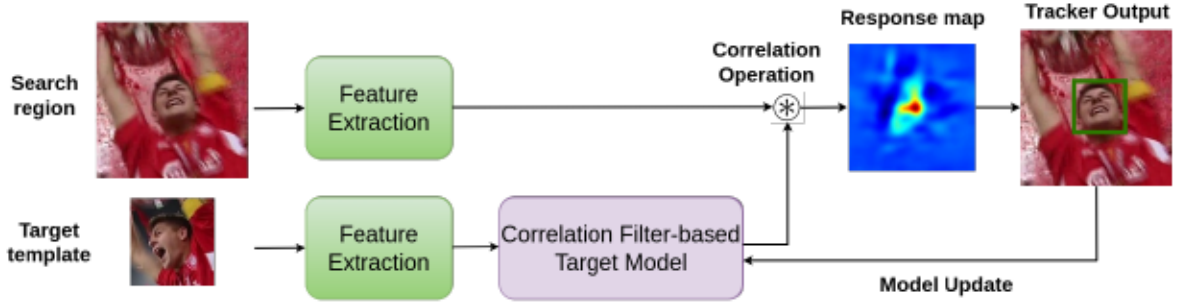 Search
region
Feature
Extraction
Correlation
Operation
Response map
Tracker Output
Target
template
Feature
Extraction
Correlation Filter-based
Target Model
Model Update